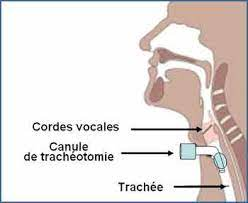 Cordes vocales
Canule
de trachéotomie
Trachée